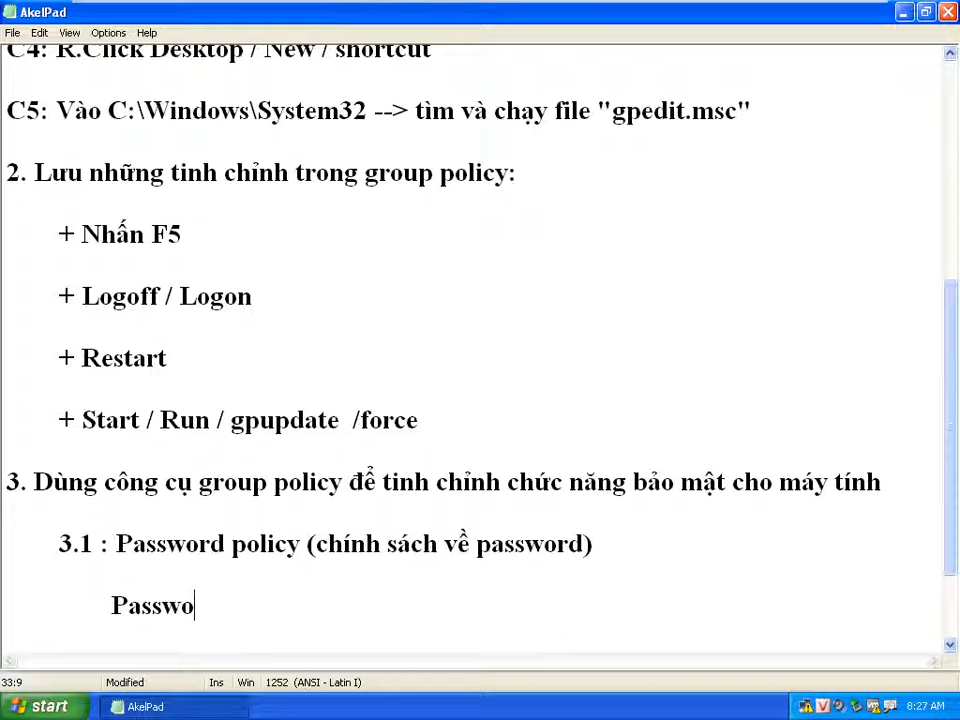 AkelPad
File Edit View Options Help
C4: R.Click Desktop / New / shortcut
C5: Vào C:\Windows\System32 --> tìm và chạy file "gpedit.msc"
2. Lưu những tinh chỉnh trong group policy:
+ Nhấn F5
+ Logoff / Logon
+ Restart
+ Start / Run / gpupdate /force
3. Dùng công cụ group policy để tinh chỉnh chức năng bảo mật cho máy tính
3.1 : Password policy (chính sách về password)
Passwo
33:9 Modified Ins Win 1252 (ANSI - Latin I)
start AkelPad V 8:27 AM